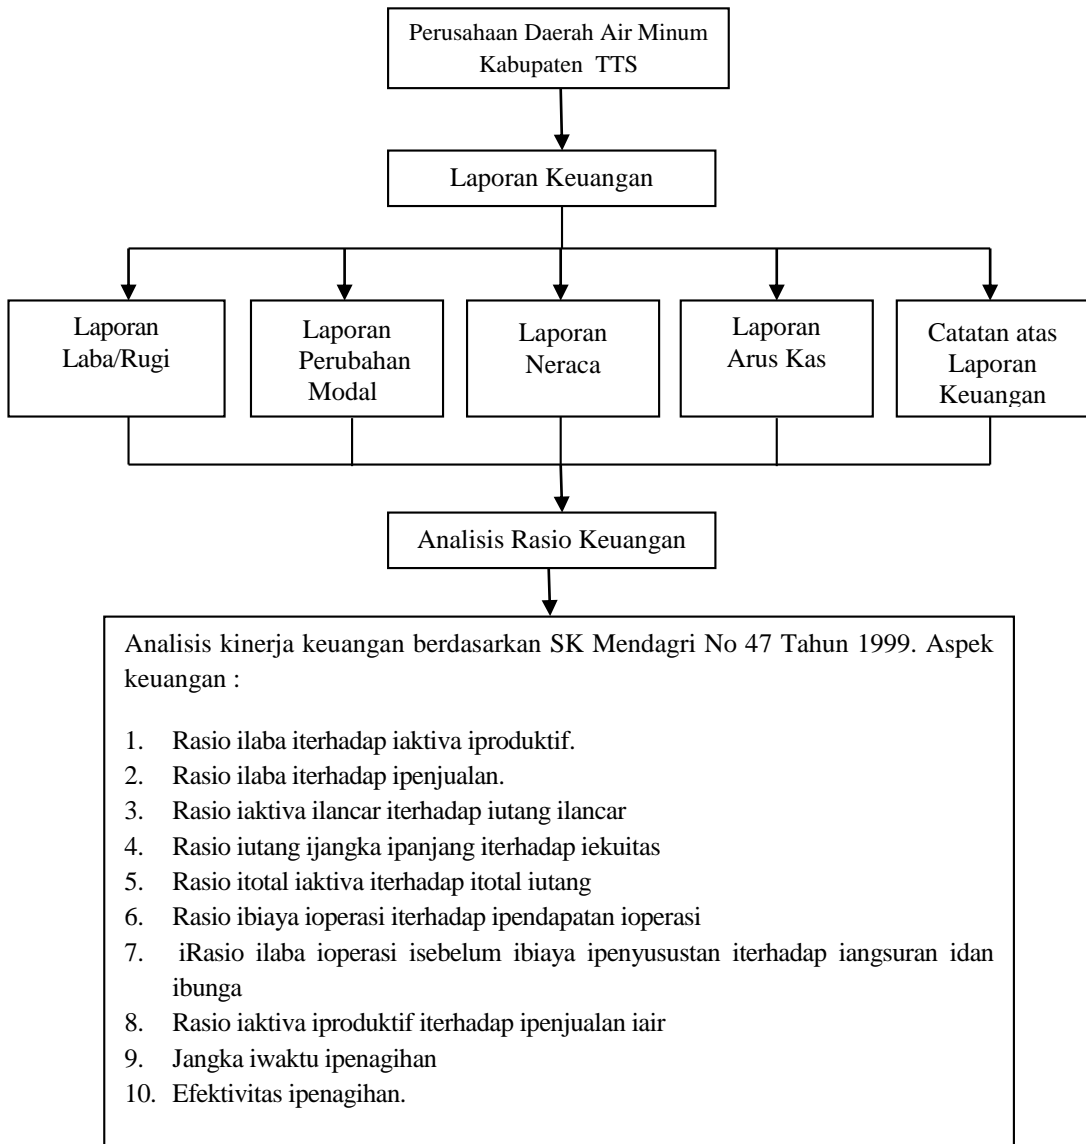 Perusahaan Daerah Air Minum
Kabupaten TTS
Laporan Keuangan
Laporan
Laba/Rugi
Laporan
Perubahan
Modal
Laporan
Neraca
Laporan
Arus Kas
Catatan atas
Laporan
Keuangan
Analisis Rasio Keuangan
Analisis kinerja keuangan berdasarkan SK Mendagri No 47 Tahun 1999. Aspek
keuangan :
1. Rasio ilaba iterhadap iaktiva iproduktif.
2. Rasio ilaba iterhadap ipenjualan.
3. Rasio iaktiva ilancar iterhadap iutang ilancar
4. Rasio iutang ijangka ipanjang iterhadap iekuitas
5. Rasio itotal iaktiva iterhadap itotal iutang
6. Rasio ibiaya ioperasi iterhadap ipendapatan ioperasi
7. iRasio ilaba ioperasi isebelum ibiaya ipenyusustan iterhadap iangsuran idan
ibunga
8. Rasio iaktiva iproduktif iterhadap ipenjualan iair
9. Jangka iwaktu ipenagihan
10. Efektivitas ipenagihan.